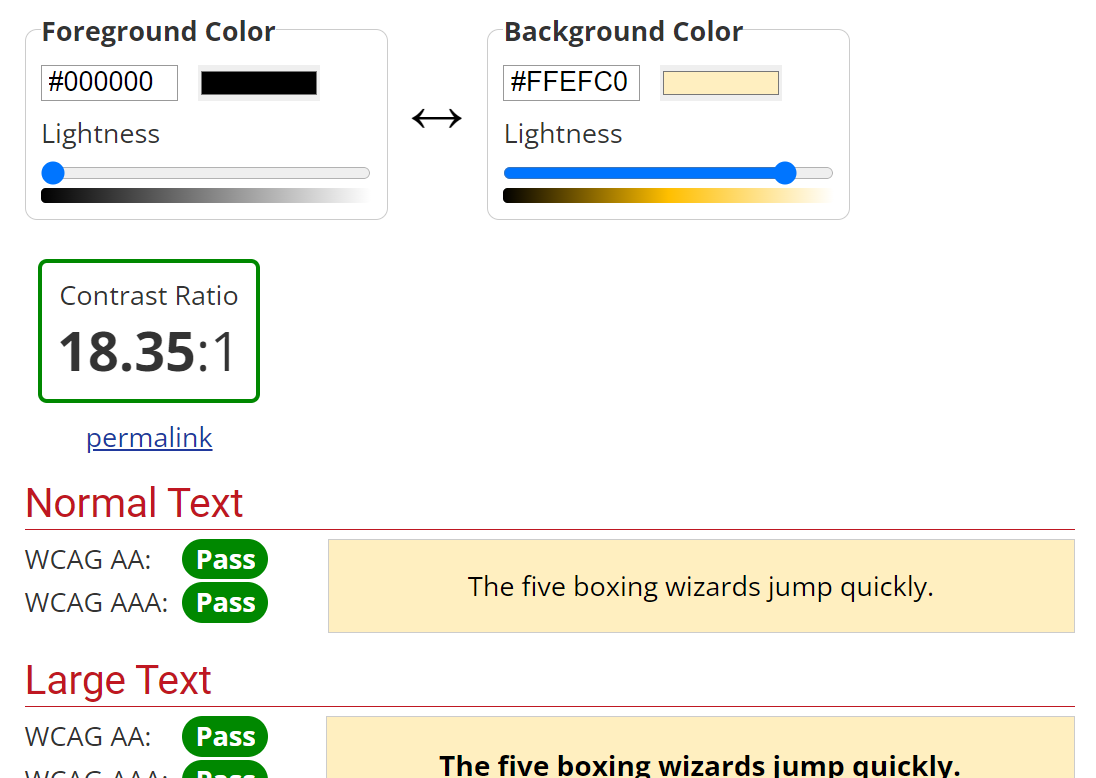 Foreground Color
Background Color
#000000
#FFEFC0
Lightness
Lightness
Contrast Ratio
18.35:1
permalink
Normal Text
WCAG AA: Pass
WCAG AAA: Pass
The five boxing wizards jump quickly.
Large Text
WCAG AA: Pass
WCAG AAA: Pass
The five boxing wizards jump quickly.